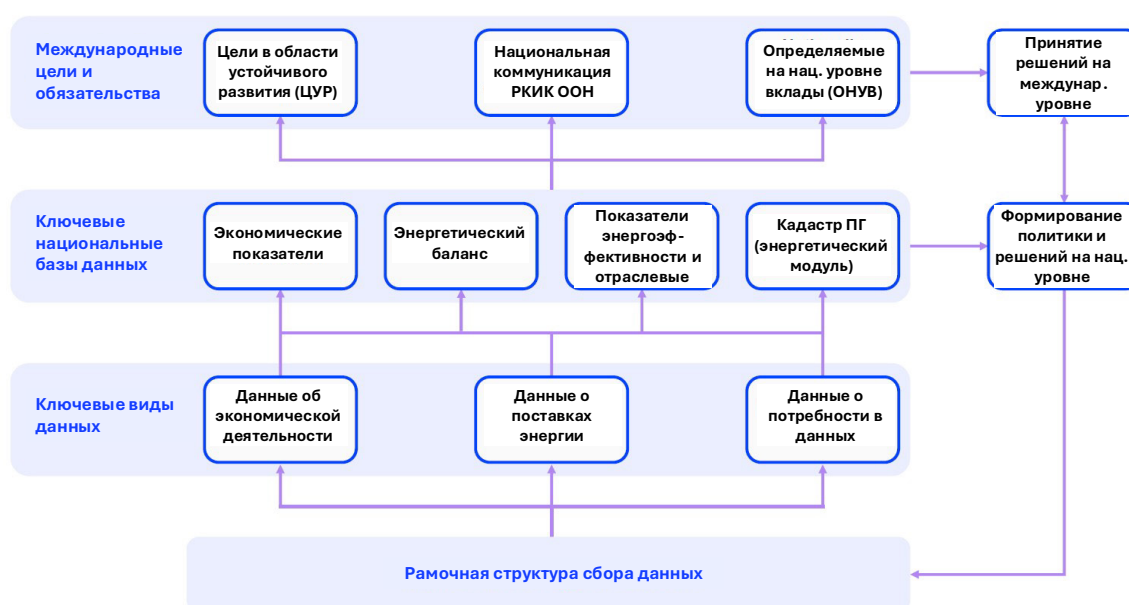 Международные
цели и
обязательства
Цели в области
устойчивого
развития (ЦУР)
Национальная
коммуникация
РКИК ООН
Определяемые
на нац. уровне
вклады (ОНУВ)
Принятие
решений на
междунар.
уровне
Ключевые
национальные
базы данных
Экономические
показатели
Энергетический
баланс
Показатели
энергоэф-
фективности и
отраслевые
Кадастр ПГ
(энергетический
модуль)
Формирование
политики и
решений на нац.
уровне
Ключевые виды
данных
Данные об
экономической
деятельности
Данные о
поставках
энергии
Данные о
потребности в
данных
Рамочная структура сбора данных